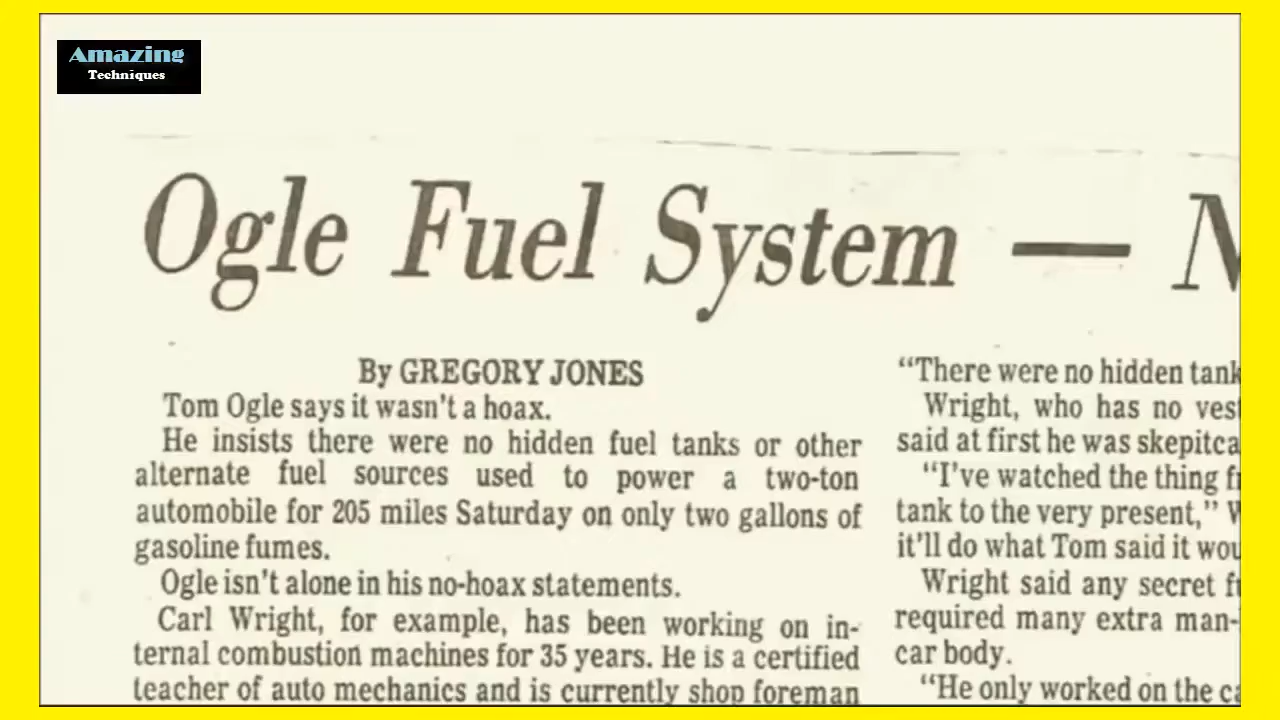 Amazing
Techniques
Ogle Fuel System —
By GREGORY JONES
Tom Ogle says it wasn't a hoax.
He insists there were no hidden fuel tanks or other
alternate fuel sources used to power a two-ton
automobile for 205 miles Saturday on only two gallons of
gasoline fumes.
Ogle isn't alone in his no-hoax statements.
Carl Wright, for example, has been working on in-
ternal combustion machines for 35 years. He is a certified
teacher of auto mechanics and is currently shop foreman
“There were no hidden
Wright, who has no
said at first he was
“I've watched the thing
tank to the very present,”
it'll do what Tom said it
Wright said any secret
required many extra man-
car body.
“He only worked on the